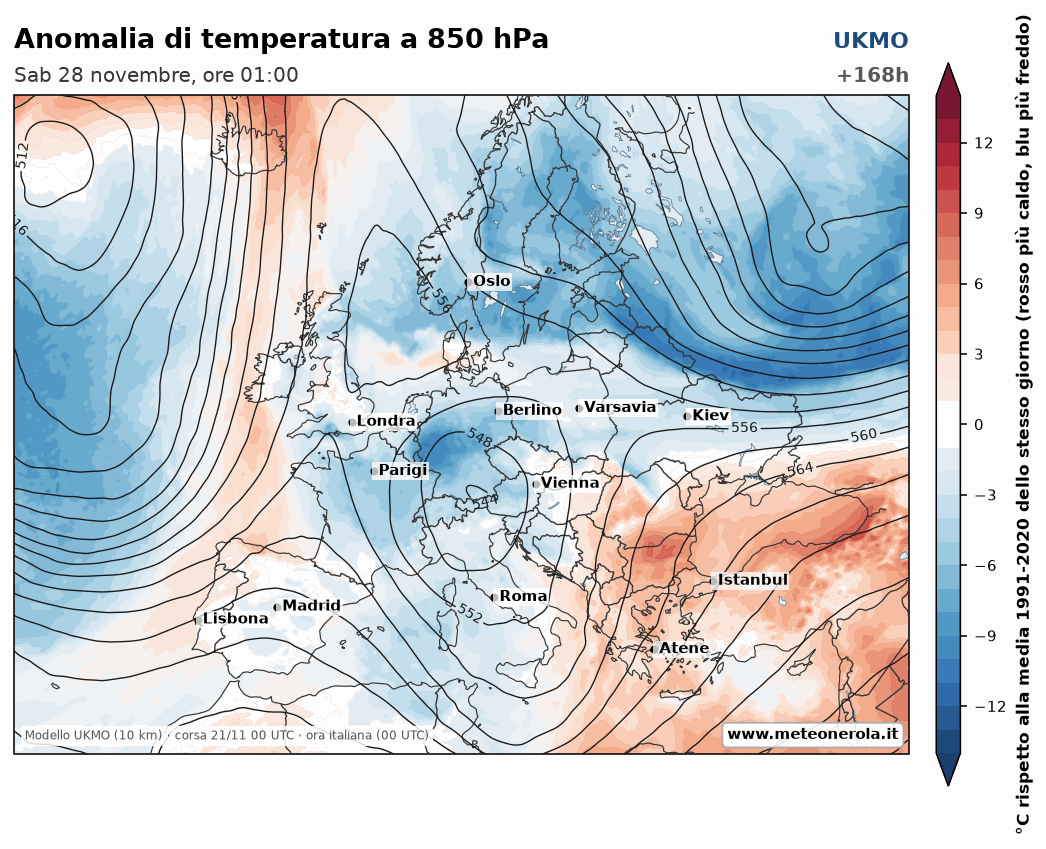 Anomalia di temperatura a 850 hPa
UKMO
Sab 28 novembre, ore 01:00
+168h
512
Oslo
556
Londra
Berlino
Varsavia
Kiev
556
560
564
548
Parigi
Vienna
544
Istanbul
Roma
Madrid
Lisbona
552
Atene
Modello UKMO (10 km) · corsa 21/11 00 UTC · ora italiana (00 UTC)
www.meteonerola.it
12
9
6
3
0
−3
−6
−9
−12
°C rispetto alla media 1991-2020 dello stesso giorno (rosso più caldo, blu più freddo)